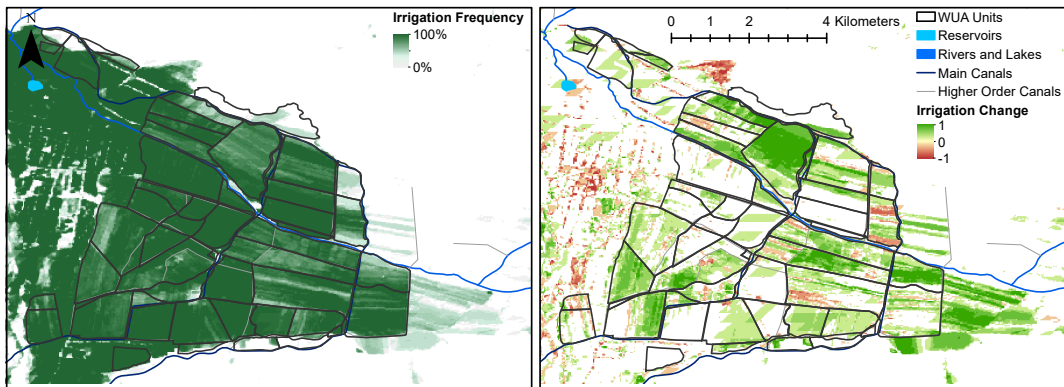 N
Irrigation Frequency
100%
0%
0 1 2 4 Kilometers
WUA Units
Reservoirs
Rivers and Lakes
Main Canals
Higher Order Canals
Irrigation Change
1
-1